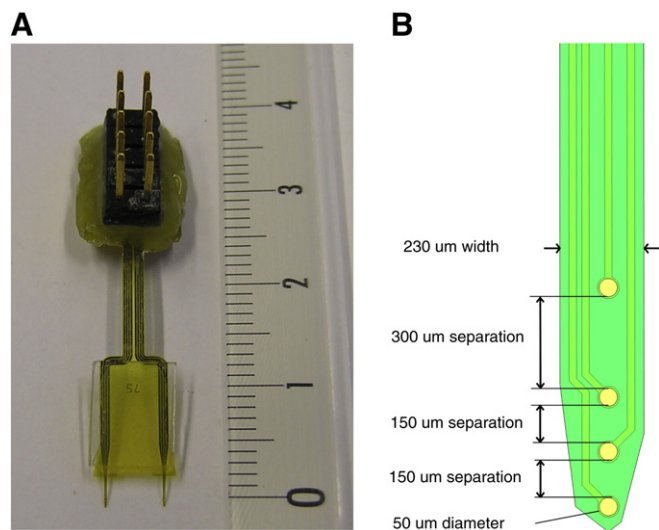 A
B
4
3
2
1
0
75
230 um width
300 um separation
150 um separation
150 um separation
50 um diameter